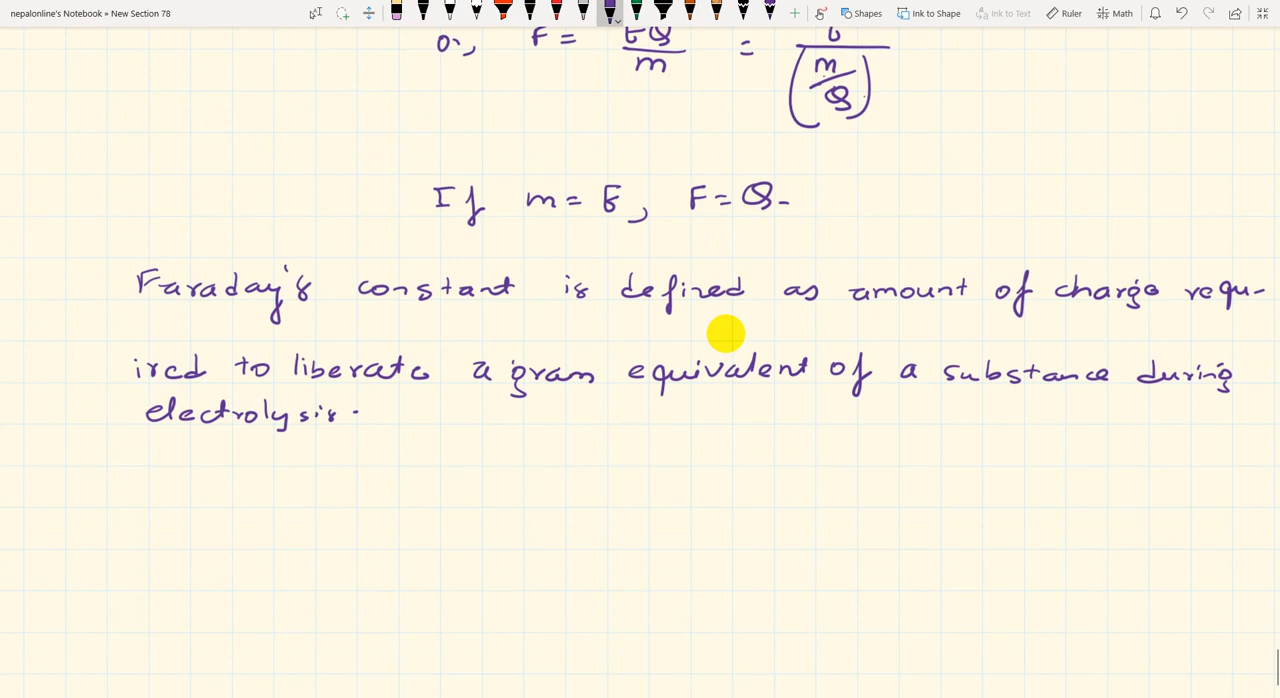 nepalonline's Notebook » New Section 78
Shapes Ink to Shape Ink to Text Ruler Math
or, F = EQ/m = E/(m/Q)
If m = E, F = Q.
Faraday's constant is defined as amount of charge requ-
ired to liberate a gram equivalent of a substance during
electrolysis.